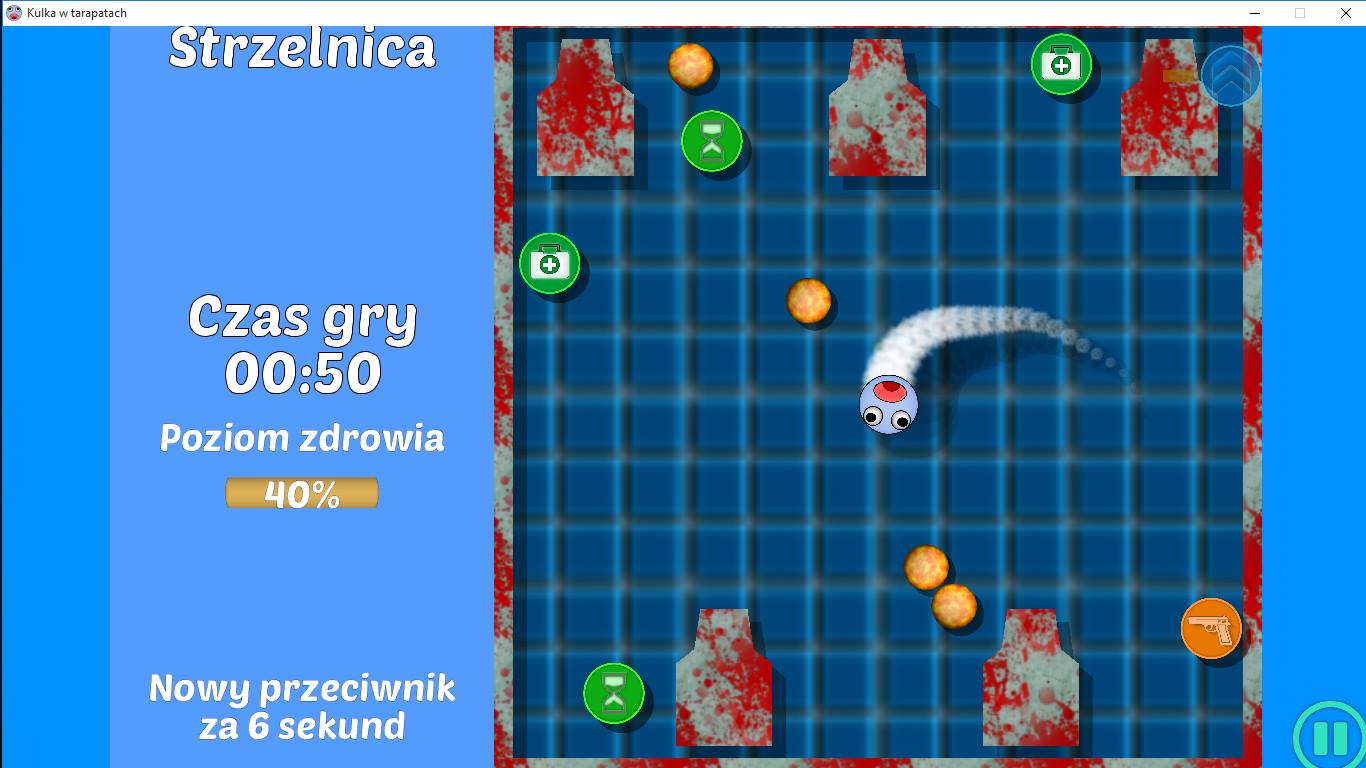 Kulka w tarapatach
Strzelnica
Czas gry
00:50
Poziom zdrowia
40%
Nowy przeciwnik
za 6 sekund